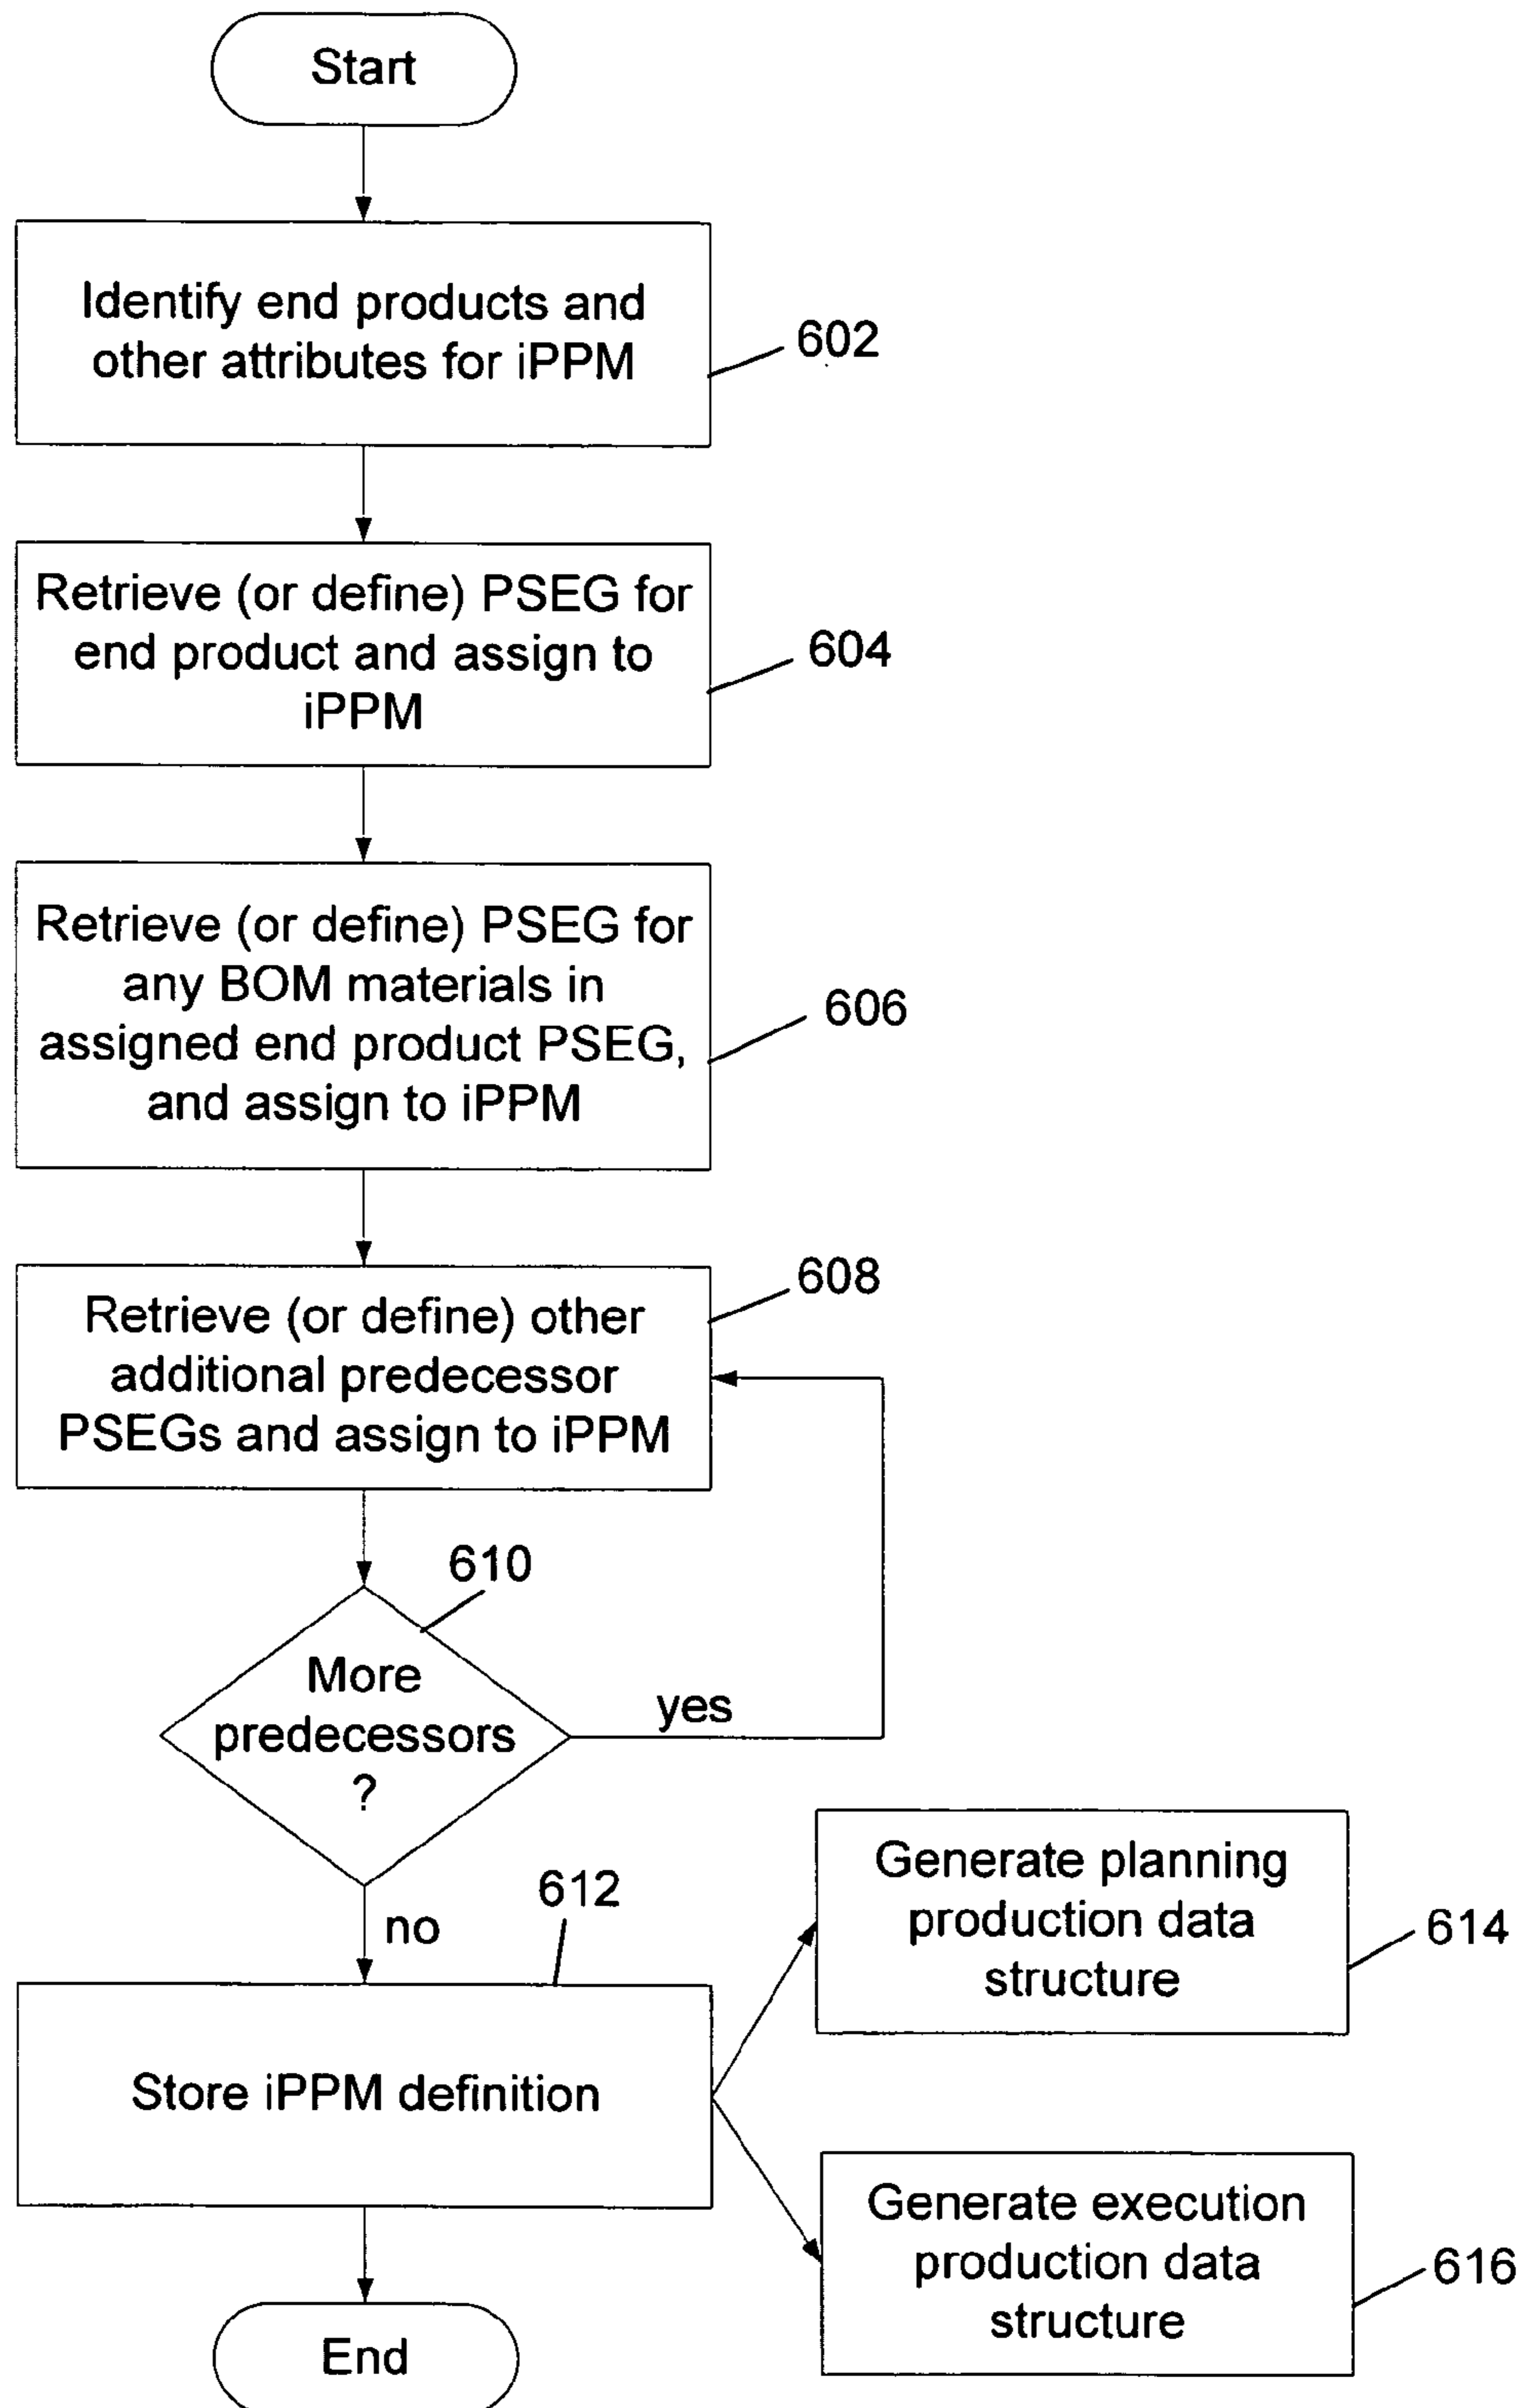 Start
Identify end products and
other attributes for iPPM
602
Retrieve (or define) PSEG for
end product and assign to
iPPM
604
Retrieve (or define) PSEG for
any BOM materials in
assigned end product PSEG,
and assign to iPPM
606
608
Retrieve (or define) other
additional predecessor
PSEGs and assign to iPPM
610
More
predecessors
?
yes
no
612
Store iPPM definition
Generate planning
production data
structure
614
Generate execution
production data
structure
616
End